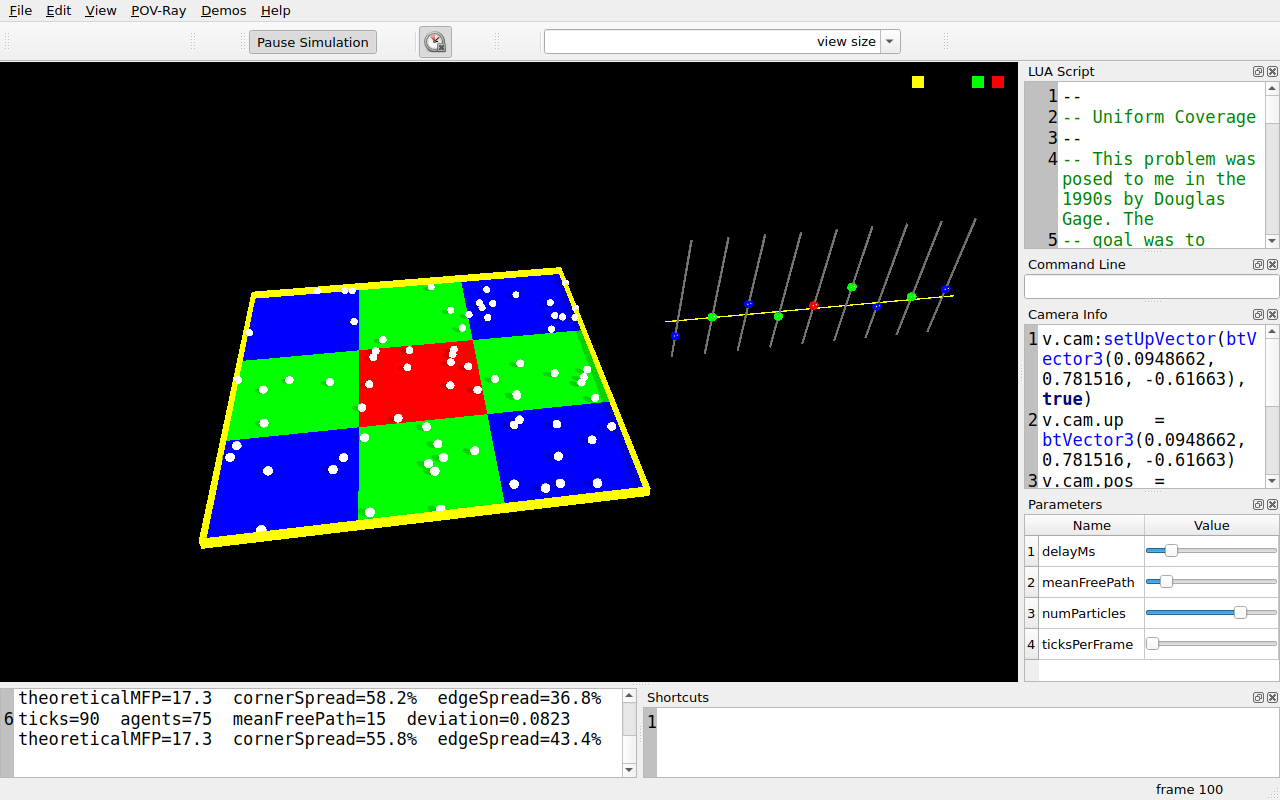 File Edit View POV-Ray Demos Help
Pause Simulation
view size
LUA Script
1 --
2 -- Uniform Coverage
3 --
4 -- This problem was
posed to me in the
1990s by Douglas
Gage. The
5 -- goal was to
Command Line
Camera Info
1 v.cam:setUpVector(btV
ector3(0.0948662,
0.781516, -0.61663),
true)
2 v.cam.up   =
btVector3(0.0948662,
0.781516, -0.61663)
3 v.cam.pos  =
Parameters
Name Value
1 delayMs
2 meanFreePath
3 numParticles
4 ticksPerFrame
theoreticalMFP=17.3  cornerSpread=58.2%  edgeSpread=36.8%
6 ticks=90  agents=75  meanFreePath=15  deviation=0.0823
theoreticalMFP=17.3  cornerSpread=55.8%  edgeSpread=43.4%
Shortcuts
1
frame 100